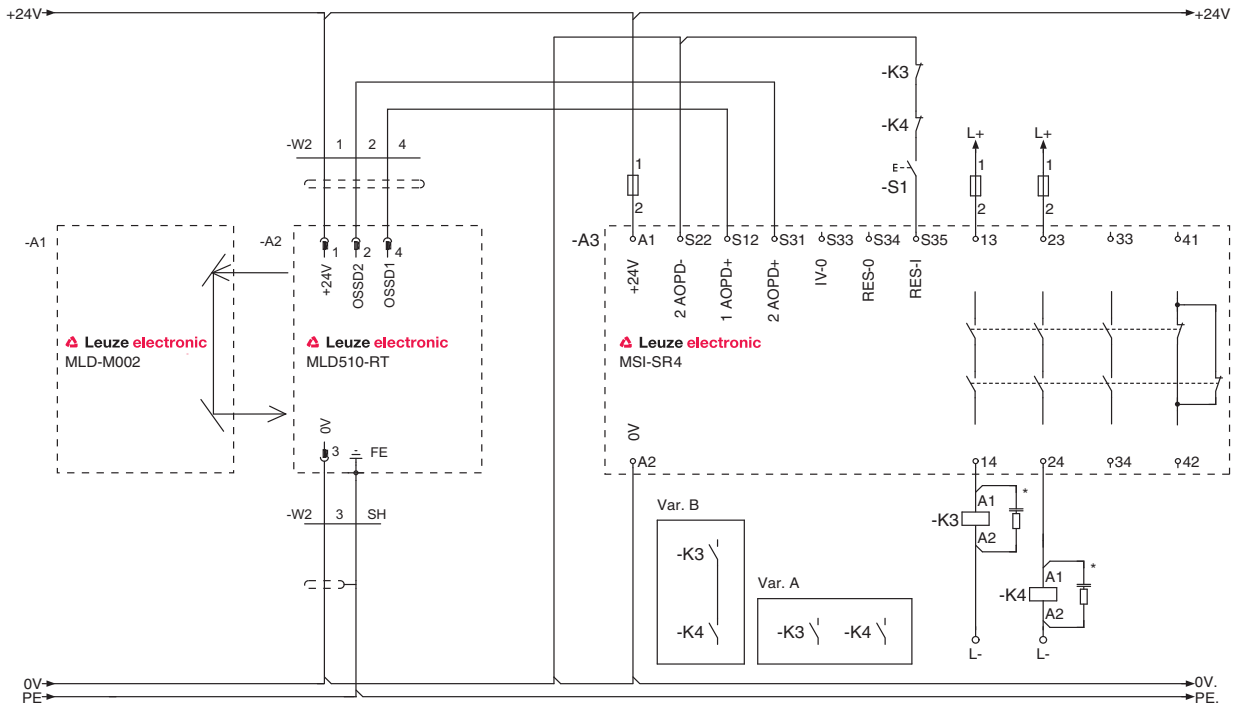 +24V
+24V
-K3
-K4
E
-S1
L+
L+
-W2 1 2 4
1
2
1
2
1
2
-A1
-A2
1
2
4
-A3
A1
S22
S12
S31
S33
S34
S35
13
23
33
41
+24V
OSSD2
OSSD1
+24V
2 AOPD-
1 AOPD+
2 AOPD+
IV-0
RES-0
RES-I
Leuze electronic
MLD-M002
Leuze electronic
MLD510-RT
Leuze electronic
MSI-SR4
0V
3
FE
0V
A2
14
24
34
42
-W2 3 SH
Var. B
-K3
-K4
Var. A
-K3
-K4
-K3
A1
A2
*
-K4
A1
A2
*
L-
L-
0V
0V.
PE
PE.